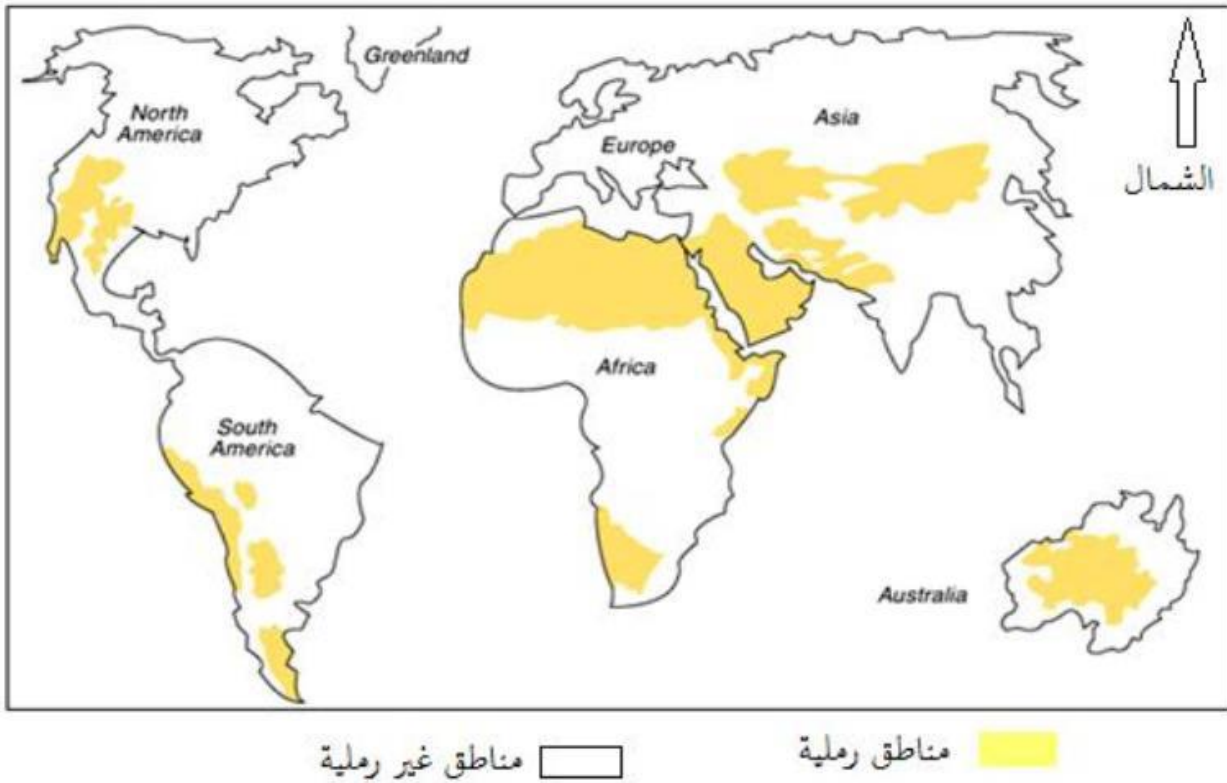 Greenland
North
America
Europe
Asia
الشمال
Africa
South
America
Australia
مناطق رملية
مناطق غير رملية